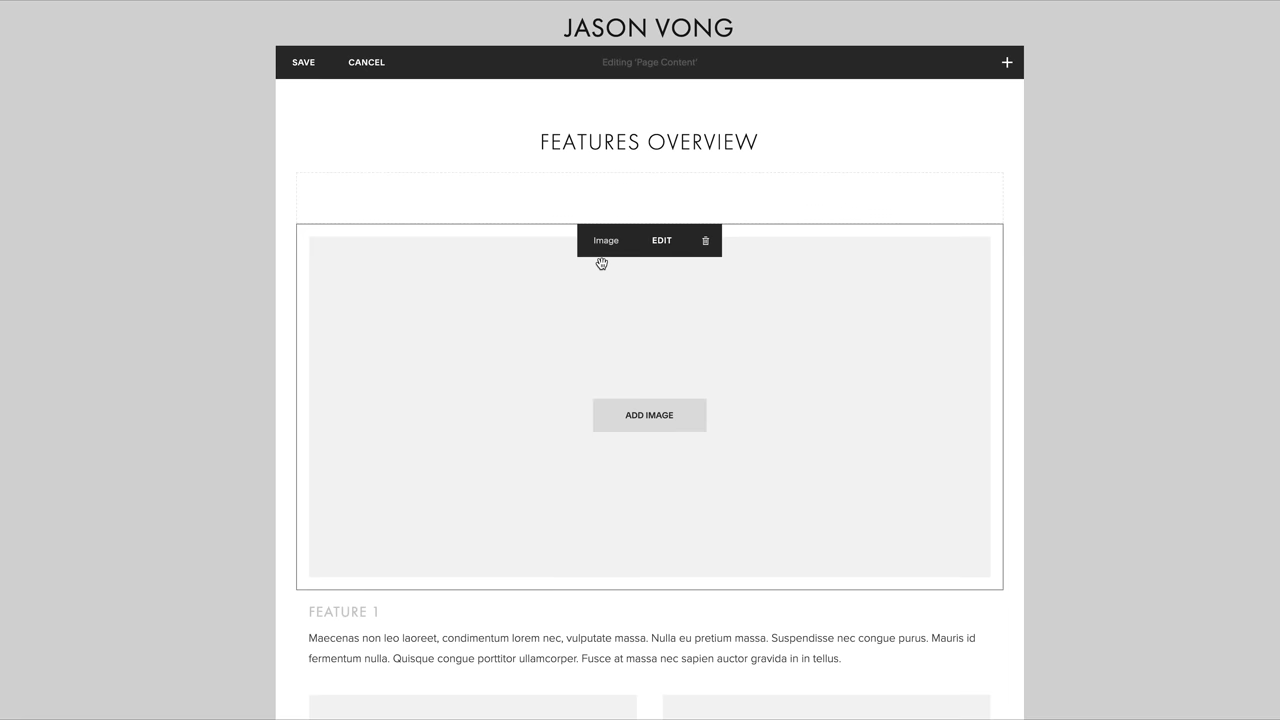 JASON VONG
SAVE CANCEL Editing 'Page Content' +
FEATURES OVERVIEW
Image EDIT
ADD IMAGE
FEATURE 1
Maecenas non leo laoreet, condimentum lorem nec, vulputate massa. Nulla eu pretium massa. Suspendisse nec congue purus. Mauris id
fermentum nulla. Quisque congue porttitor ullamcorper. Fusce at massa nec sapien auctor gravida in in tellus.